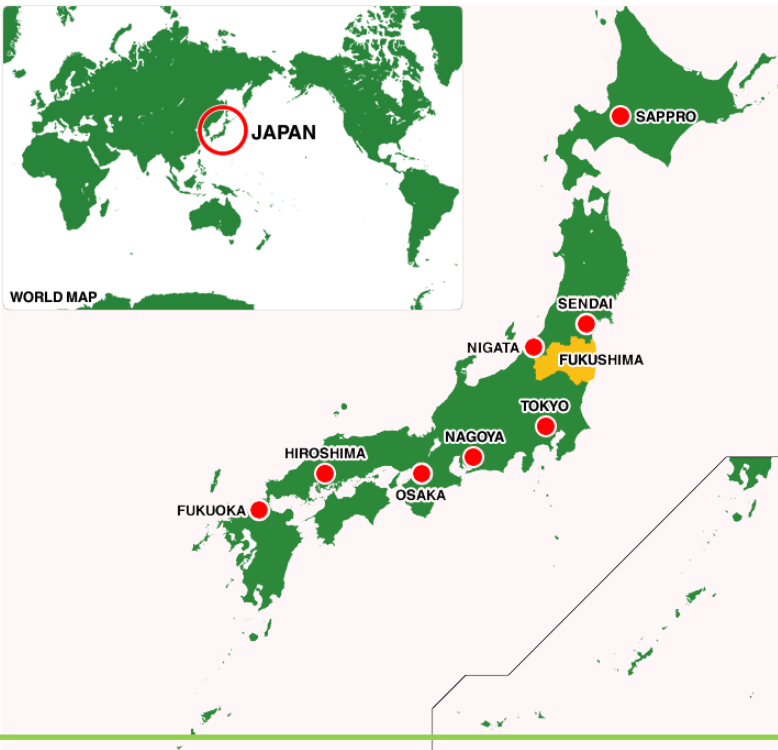 JAPAN
WORLD MAP
SAPPRO
SENDAI
NIGATA
FUKUSHIMA
TOKYO
NAGOYA
HIROSHIMA
OSAKA
FUKUOKA